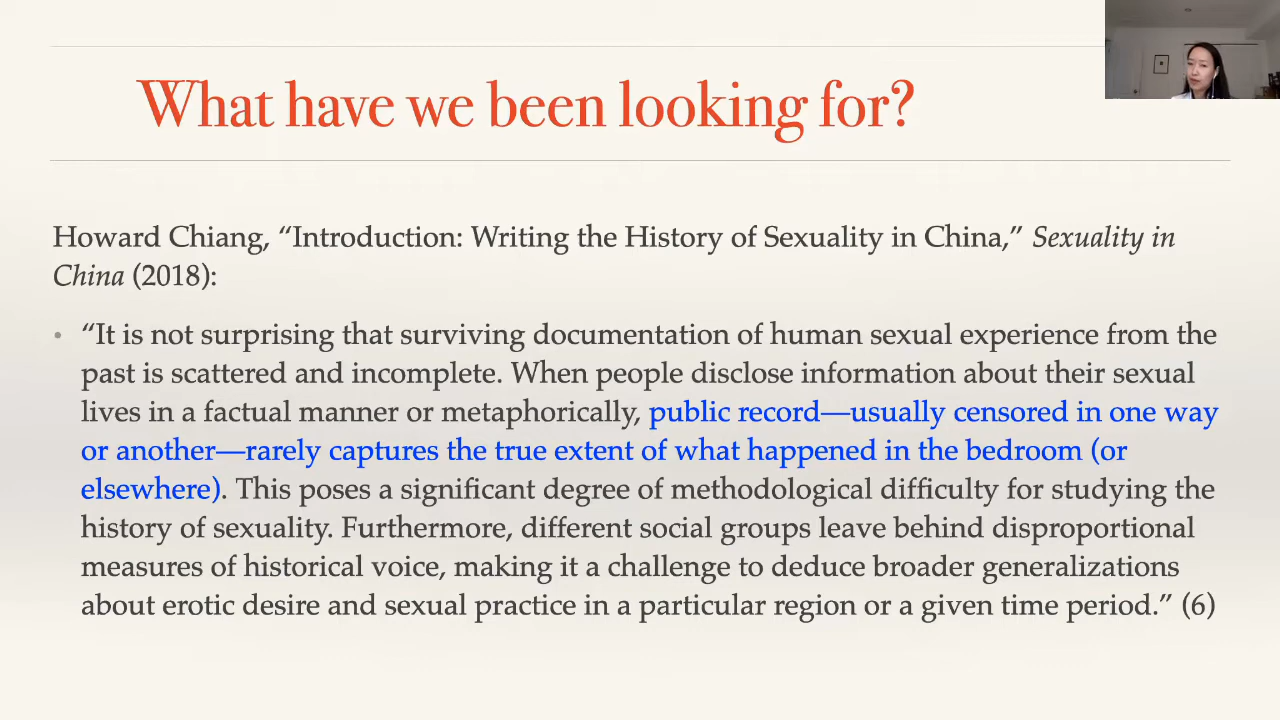 What have we been looking for?
Howard Chiang, “Introduction: Writing the History of Sexuality in China,” Sexuality in
China (2018):
• “It is not surprising that surviving documentation of human sexual experience from the
past is scattered and incomplete. When people disclose information about their sexual
lives in a factual manner or metaphorically, public record—usually censored in one way
or another—rarely captures the true extent of what happened in the bedroom (or
elsewhere). This poses a significant degree of methodological difficulty for studying the
history of sexuality. Furthermore, different social groups leave behind disproportional
measures of historical voice, making it a challenge to deduce broader generalizations
about erotic desire and sexual practice in a particular region or a given time period.” (6)